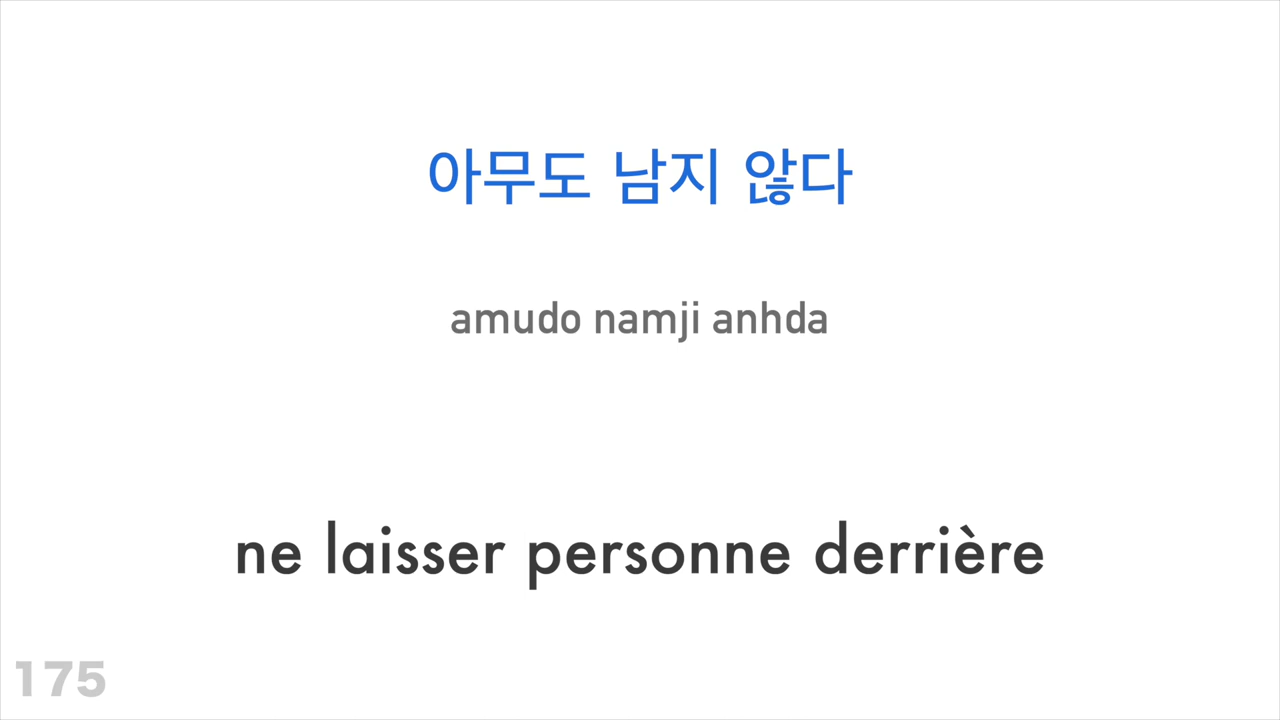 아무도 남지 않다
amudo namji anhda
ne laisser personne derrière
175